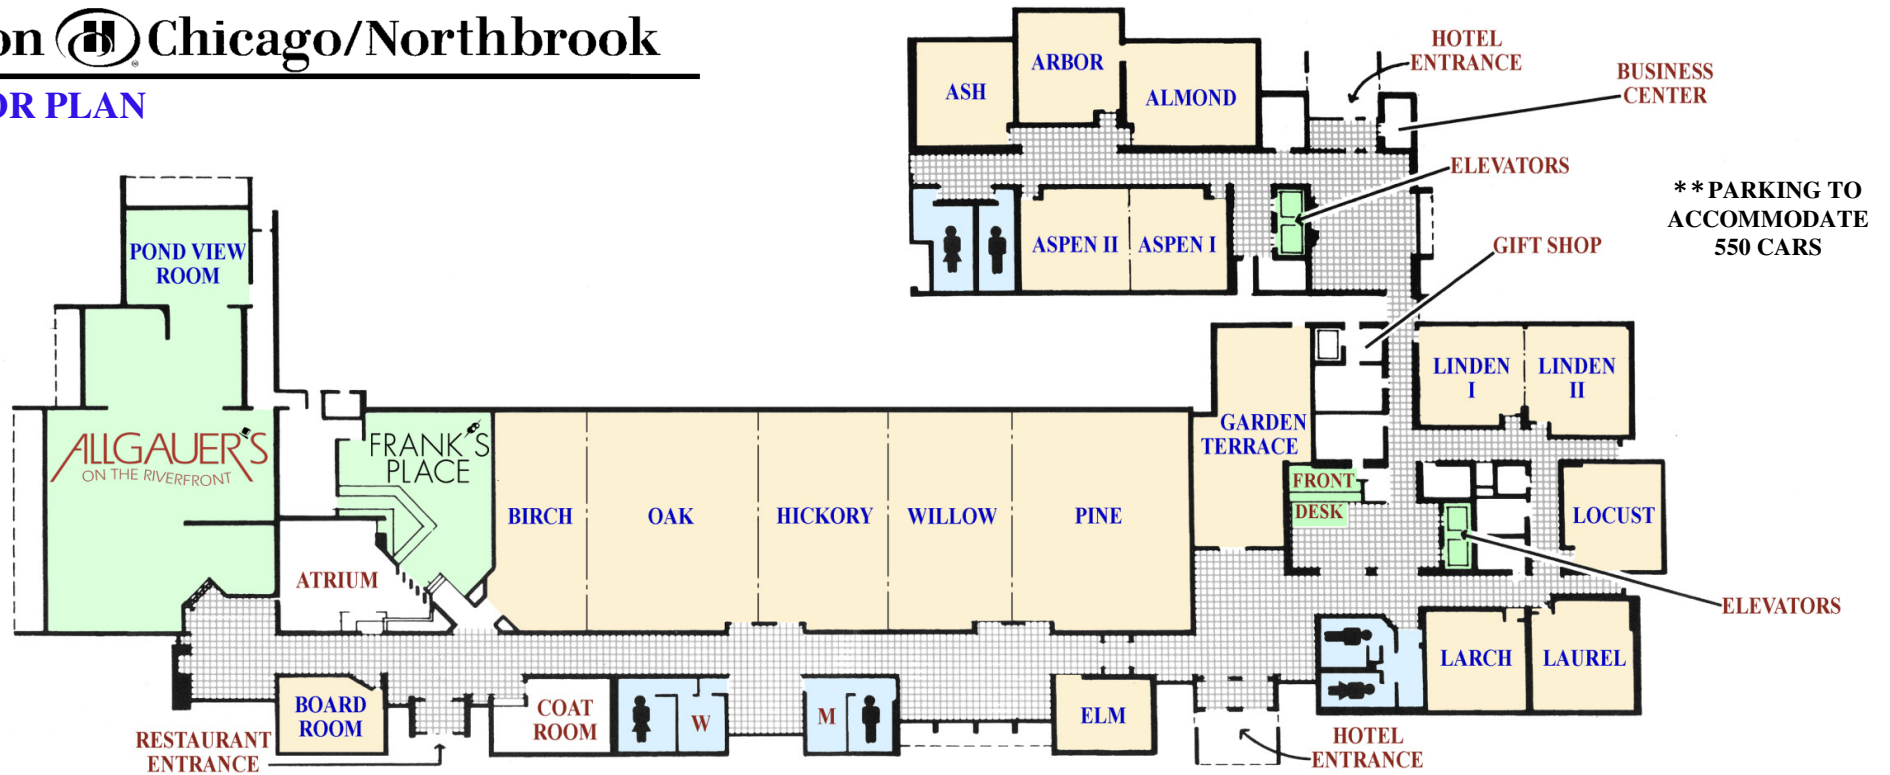 on H Chicago/Northbrook
OR PLAN
HOTEL
ENTRANCE
BUSINESS
CENTER
ARBOR
ASH
ALMOND
ELEVATORS
**PARKING TO
ACCOMMODATE
550 CARS
ASPEN II
ASPEN I
GIFT SHOP
POND VIEW
ROOM
LINDEN
I
LINDEN
II
GARDEN
TERRACE
ALLGAUER'S
ON THE RIVERFRONT
FRANK'S
PLACE
FRONT
DESK
BIRCH
OAK
HICKORY
WILLOW
PINE
LOCUST
ATRIUM
ELEVATORS
LARCH
LAUREL
BOARD
ROOM
COAT
ROOM
W
M
ELM
RESTAURANT
ENTRANCE
HOTEL
ENTRANCE